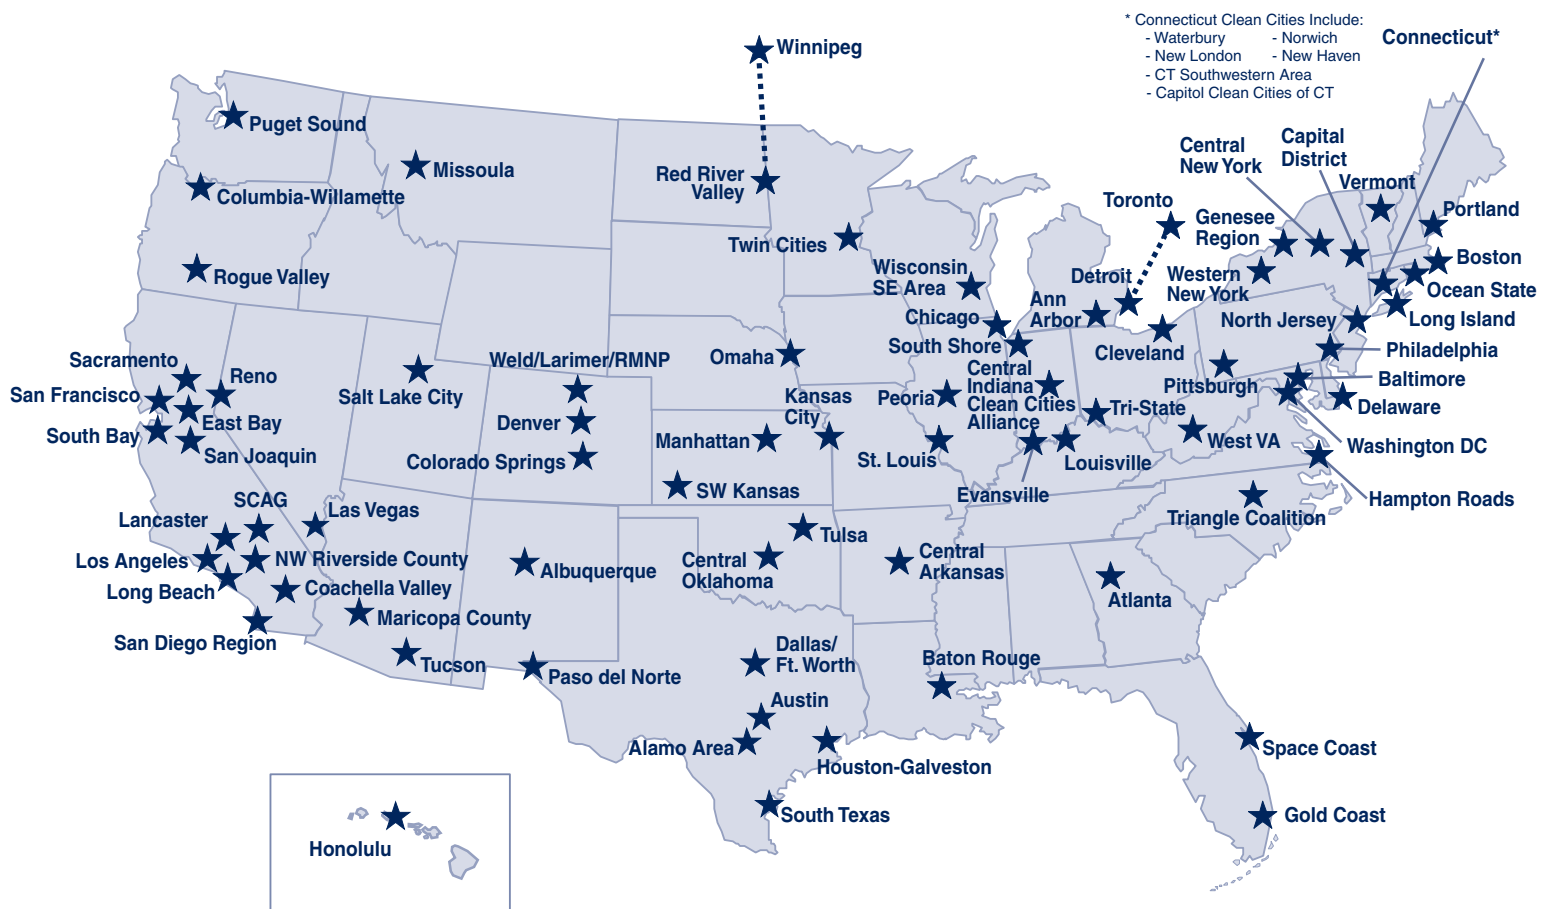 * Connecticut Clean Cities Include:
- Waterbury
- Norwich
- New London
- New Haven
- CT Southwestern Area
- Capitol Clean Cities of CT
Connecticut*
Winnipeg
Puget Sound
Missoula
Red River
Valley
Columbia-Willamette
Central
New York
Capital
District
Vermont
Toronto
Genesee
Region
Portland
Twin Cities
Rogue Valley
Wisconsin
SE Area
Detroit
Western
New York
Boston
Ocean State
Ann
Arbor
Chicago
North Jersey
Long Island
South Shore
Cleveland
Philadelphia
Sacramento
Reno
Weld/Larimer/RMNP
Omaha
Central
Indiana
Clean Cities
Alliance
Pittsburgh
Baltimore
San Francisco
Salt Lake City
Kansas
City
Peoria
Tri-State
Delaware
East Bay
Denver
South Bay
San Joaquin
Manhattan
West VA
Washington DC
Colorado Springs
St. Louis
Louisville
SW Kansas
Evansville
Hampton Roads
SCAG
Las Vegas
Lancaster
Triangle Coalition
Tulsa
Los Angeles
NW Riverside County
Central
Oklahoma
Central
Arkansas
Albuquerque
Long Beach
Coachella Valley
Atlanta
Maricopa County
San Diego Region
Tucson
Dallas/
Ft. Worth
Baton Rouge
Paso del Norte
Austin
Alamo Area
Space Coast
Houston-Galveston
South Texas
Gold Coast
Honolulu